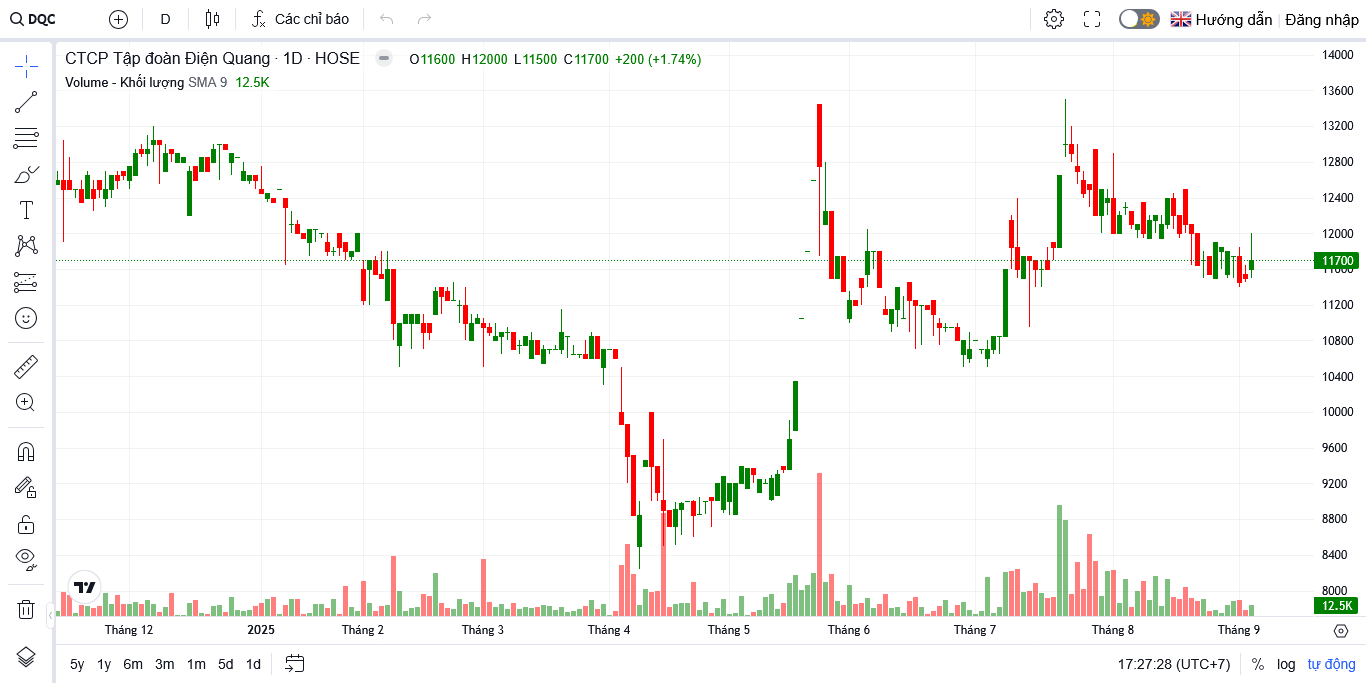 DQC D Các chỉ báo Hướng dẫn Đăng nhập
CTCP Tập đoàn Điện Quang · 1D · HOSE O11600 H12000 L11500 C11700 +200 (+1.74%)
Volume - Khối lượng SMA 9 12.5K
14000
13600
13200
12800
12400
12000
11700
11600
11200
10800
10400
10000
9600
9200
8800
8400
8000
12.5K
Tháng 12 2025 Tháng 2 Tháng 3 Tháng 4 Tháng 5 Tháng 6 Tháng 7 Tháng 8 Tháng 9
5y 1y 6m 3m 1m 5d 1d 17:27:28 (UTC+7) % log tự động